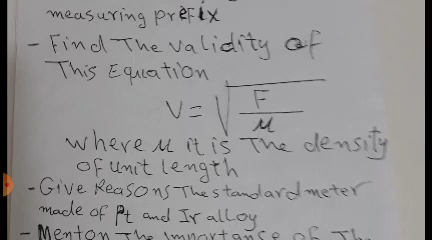 measuring prefix
- Find The validity of
This Equation
V = √F/μ
where μ it is The density
of unit length
- Give Reasons The standard meter
made of Pt and Ir alloy
- Menton The Importance of The